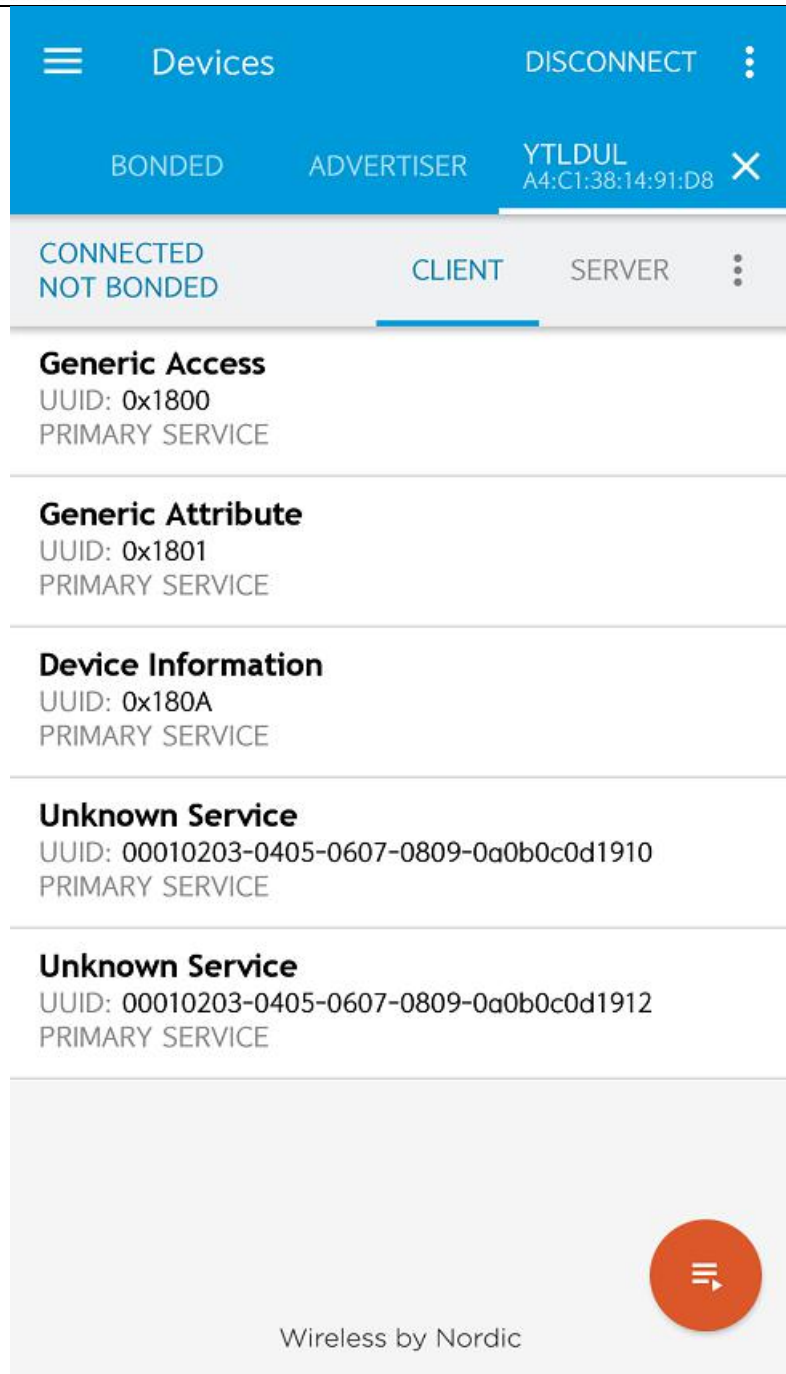 Devices DISCONNECT
BONDED ADVERTISER YTLDUL
A4:C1:38:14:91:D8
CONNECTED
NOT BONDED CLIENT SERVER
Generic Access
UUID: 0x1800
PRIMARY SERVICE
Generic Attribute
UUID: 0x1801
PRIMARY SERVICE
Device Information
UUID: 0x180A
PRIMARY SERVICE
Unknown Service
UUID: 00010203-0405-0607-0809-0a0b0c0d1910
PRIMARY SERVICE
Unknown Service
UUID: 00010203-0405-0607-0809-0a0b0c0d1912
PRIMARY SERVICE
Wireless by Nordic